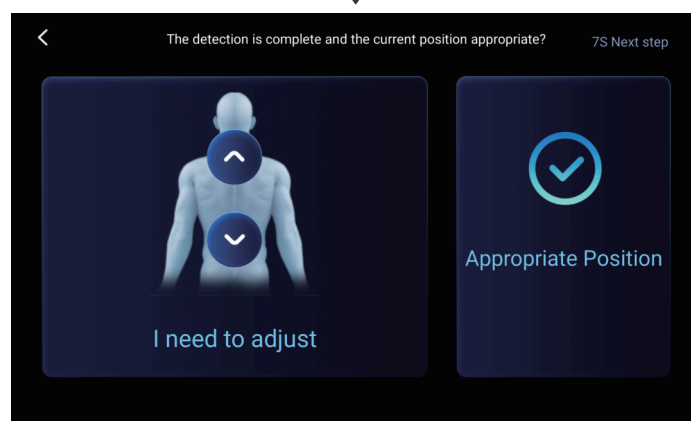 The detection is complete and the current position appropriate?
7S Next step
I need to adjust
Appropriate Position